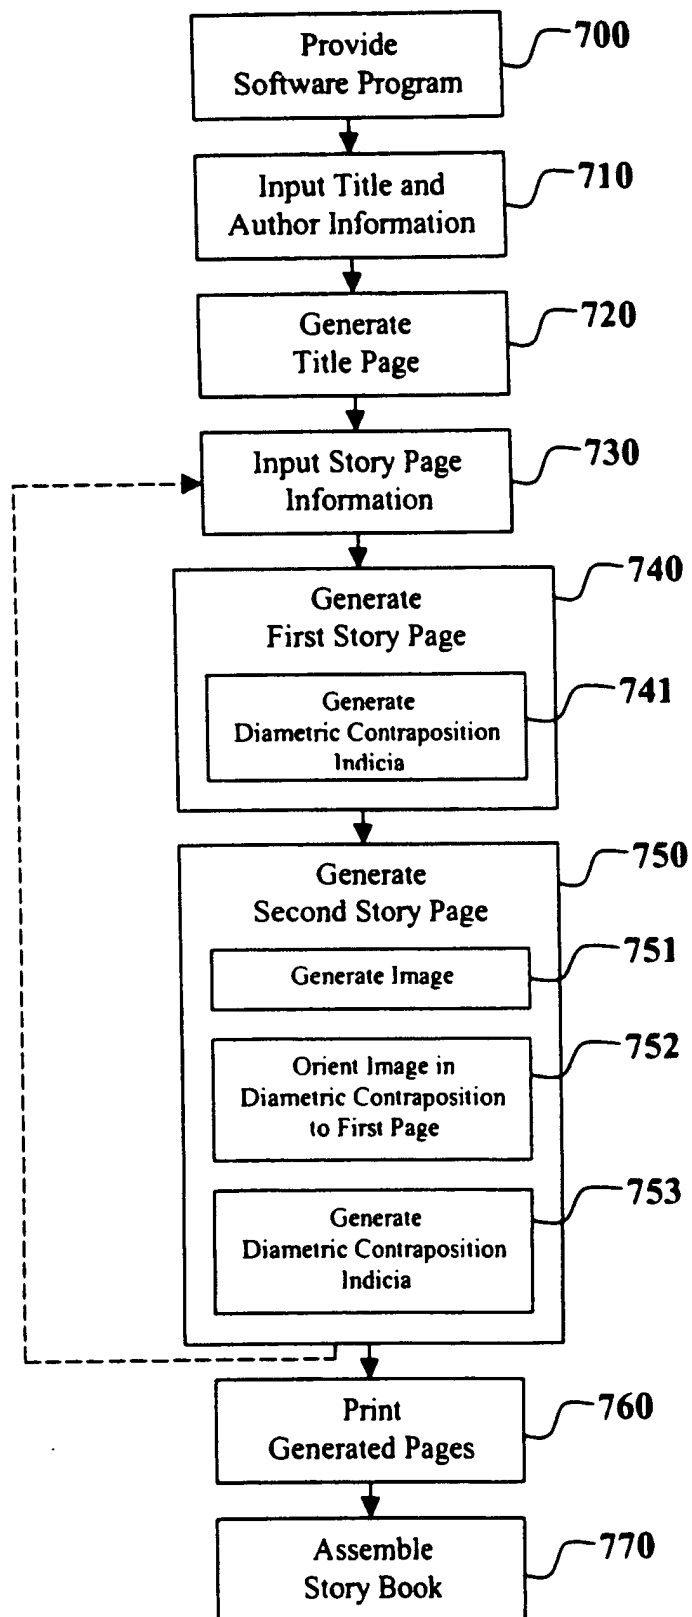 Provide
Software Program
700
Input Title and
Author Information
710
Generate
Title Page
720
Input Story Page
Information
730
Generate
First Story Page
740
Generate
Diametric Contraposition
Indicia
741
Generate
Second Story Page
750
Generate Image
751
Orient Image in
Diametric Contraposition
to First Page
752
Generate
Diametric Contraposition
Indicia
753
Print
Generated Pages
760
Assemble
Story Book
770